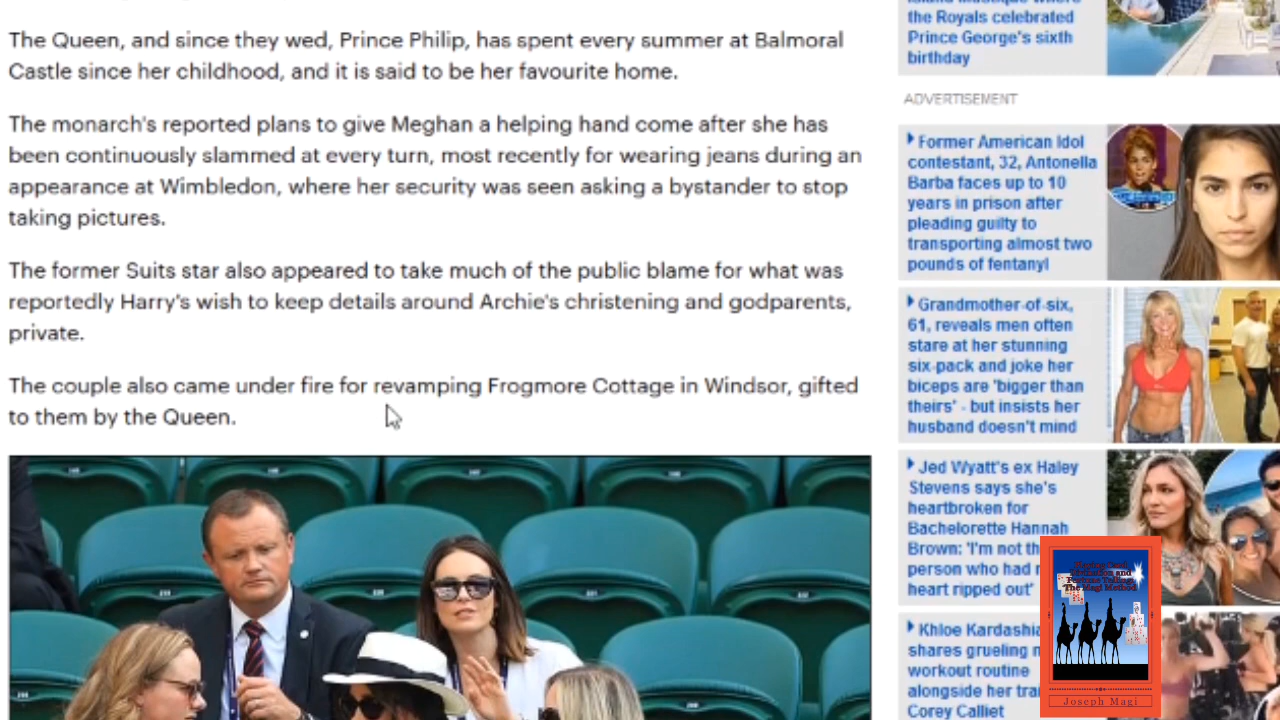 The Queen, and since they wed, Prince Philip, has spent every summer at Balmoral
Castle since her childhood, and it is said to be her favourite home.
The monarch's reported plans to give Meghan a helping hand come after she has
been continuously slammed at every turn, most recently for wearing jeans during an
appearance at Wimbledon, where her security was seen asking a bystander to stop
taking pictures.
The former Suits star also appeared to take much of the public blame for what was
reportedly Harry's wish to keep details around Archie's christening and godparents,
private.
The couple also came under fire for revamping Frogmore Cottage in Windsor, gifted
to them by the Queen.
the Royals celebrated
Prince George's sixth
birthday
ADVERTISEMENT
Former American Idol
contestant, 32, Antonella
Barba faces up to 10
years in prison after
pleading guilty to
transporting almost two
pounds of fentanyl
Grandmother-of-six,
61, reveals men often
stare at her stunning
six-pack and joke her
biceps are 'bigger than
theirs' - but insists her
husband doesn't mind
Jed Wyatt's ex Haley
Stevens says she's
heartbroken for
Bachelorette Hannah
Brown: 'I'm not th
person who had
heart ripped out'
Khloe Kardashia
shares grueling
workout routine
alongside her tra
Corey Calliet
The Magi Method
Joseph Magi